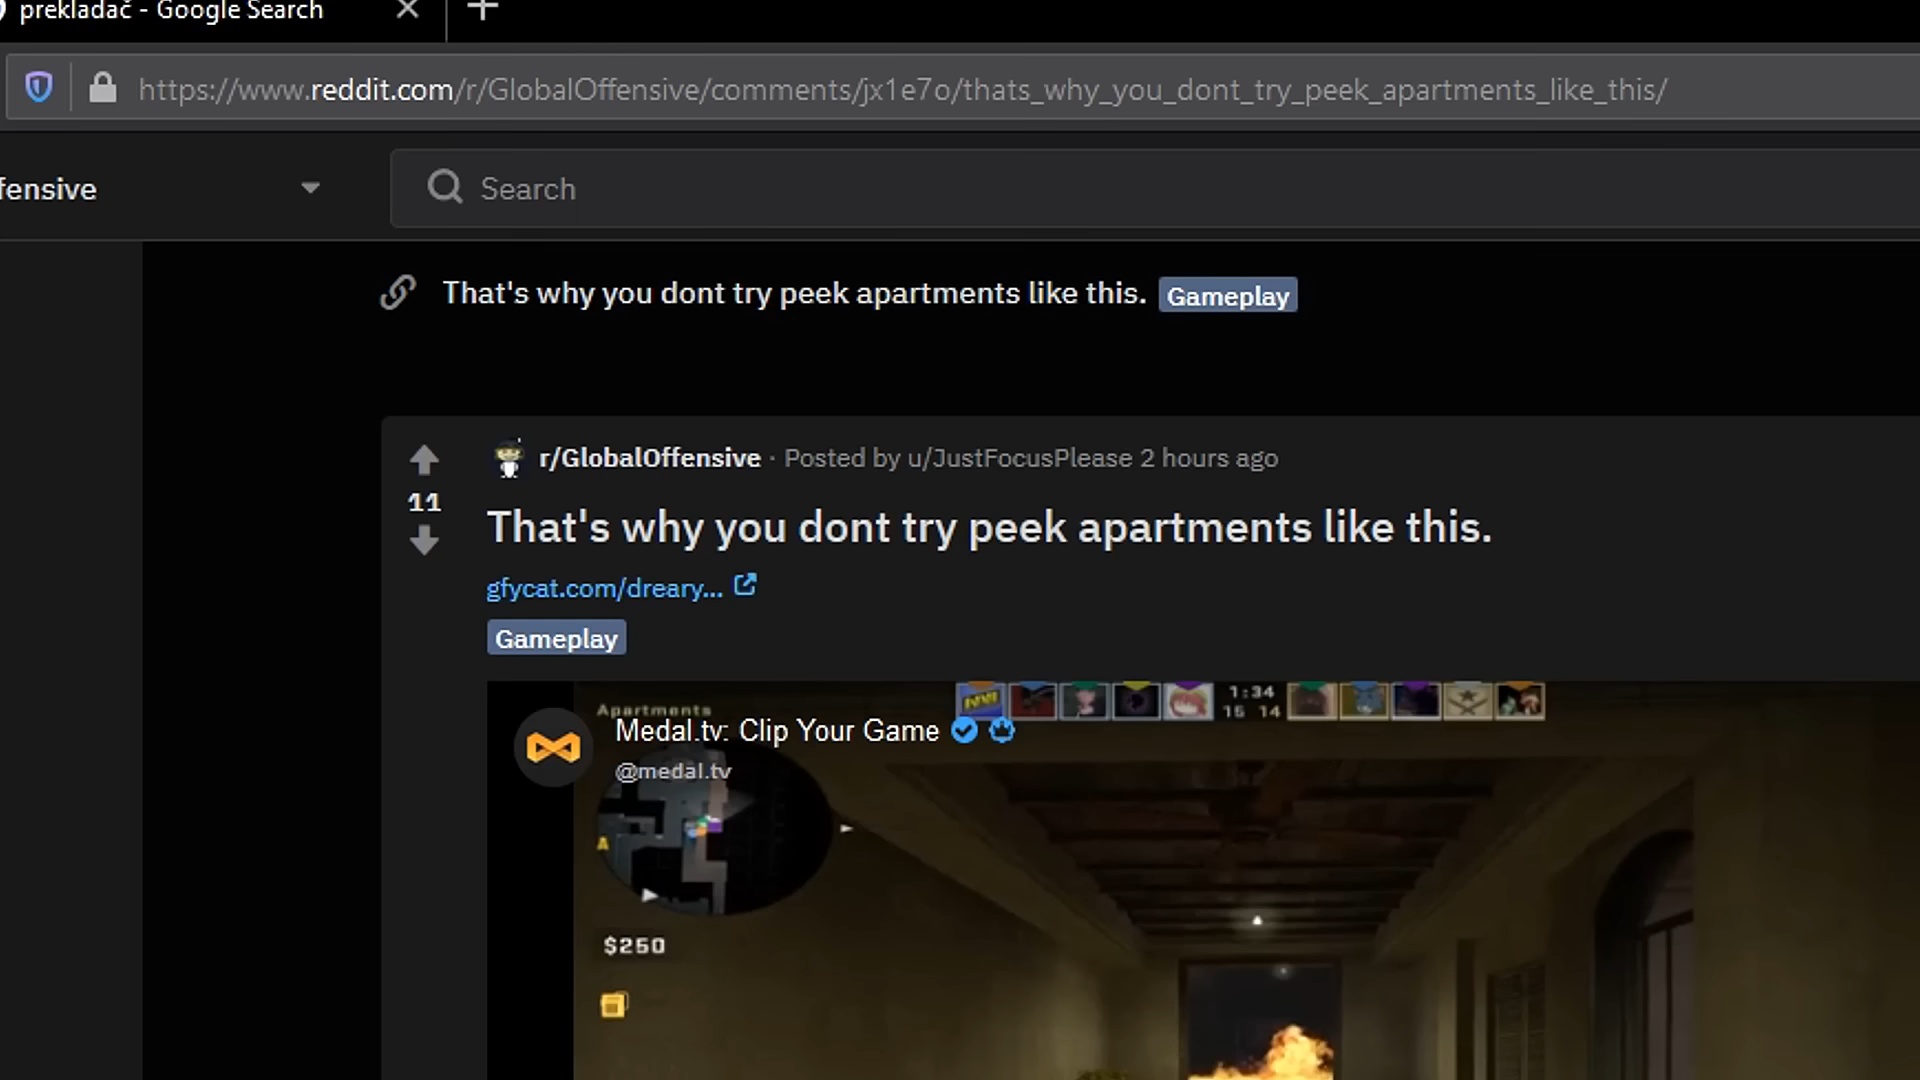 prekladač - Google Search
https://www.reddit.com/r/GlobalOffensive/comments/jx1e7o/thats_why_you_dont_try_peek_apartments_like_this/
fensive
Search
That's why you dont try peek apartments like this. Gameplay
r/GlobalOffensive · Posted by u/JustFocusPlease 2 hours ago
11
That's why you dont try peek apartments like this.
gfycat.com/dreary...
Gameplay
Apartments
1:34
15 14
Medal.tv: Clip Your Game
@medal.tv
A
$250